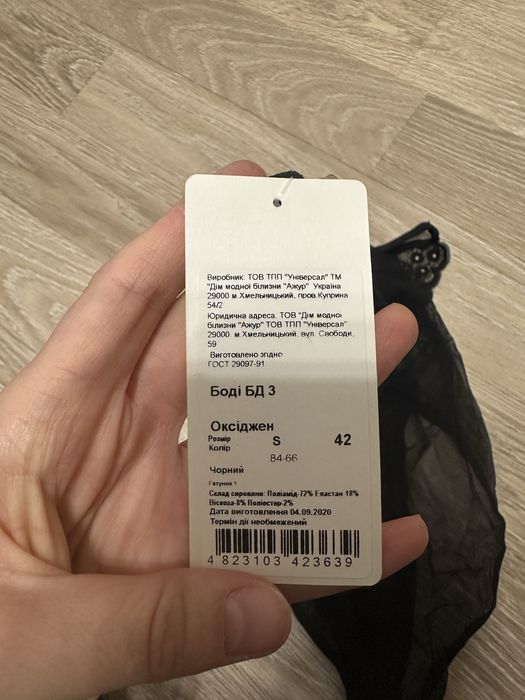 Виробник: ТОВ ТПП "Універсал" ТМ
"Дім модної білизни "Ажур" Україна
29000 м Хмельницький, пров.Куприна
54/2
Юридична адреса: ТОВ "Дім модної
білизни "Ажур" ТОВ ТПП "Універсал"
29000. м Хмельницький, вул. Свободи,
59
Виготовлено згідно
ГОСТ 29097-91
Боді БД 3
Оксіджен
Розмір S 42
Колір
84-66
Чорний
Гатунок 1
Склад сировини: Поліамід-72% Еластан 18%
Віскоза-8% Поліестер-2%
Дата виготовлення 04.09.2020
Термін дії необмежений
4 823103 423639